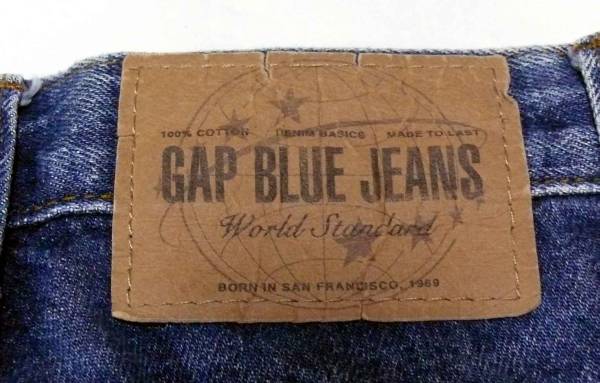 100% COTTON DENIM BASICS MADE TO LAST
GAP BLUE JEANS
World Standard
BORN IN SAN FRANCISCO, 1969